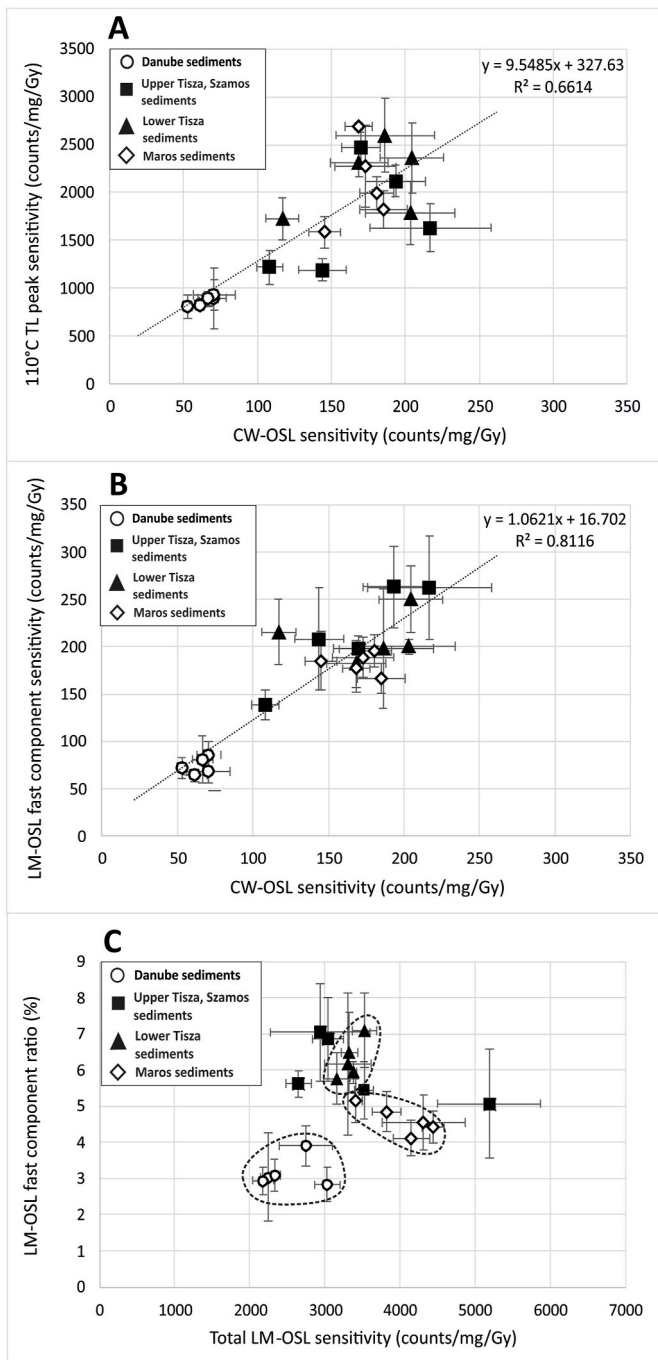 A
3500
3000
2500
2000
1500
1000
500
0
110°C TL peak sensitivity (counts/mg/Gy)
Danube sediments
Upper Tisza, Szamos
sediments
Lower Tisza
sediments
Maros sediments
y = 9.5485x + 327.63
R² = 0.6614
0 50 100 150 200 300 300 350
CW-OSL sensitivity (counts/mg/Gy)
B
350
300
250
200
150
100
50
0
LM-OSL fast component sensitivity (counts/mg/Gy)
Danube sediments
Upper Tisza, Szamos
sediments
Lower Tisza
sediments
Maros sediments
y = 1.0621x + 16.702
R² = 0.8116
50 100 150 200 300 300 350
CW-OSL sensitivity (counts/mg/Gy)
C
9
8
7
6
5
4
3
2
1
0
LM-OSL fast component ratio (%)
Danube sediments
Upper Tisza, Szamos
sediments
Lower Tisza
sediments
Maros sediments
0 1000 2000 3000 4000 5000 6000 7000
Total LM-OSL sensitivity (counts/mg/Gy)